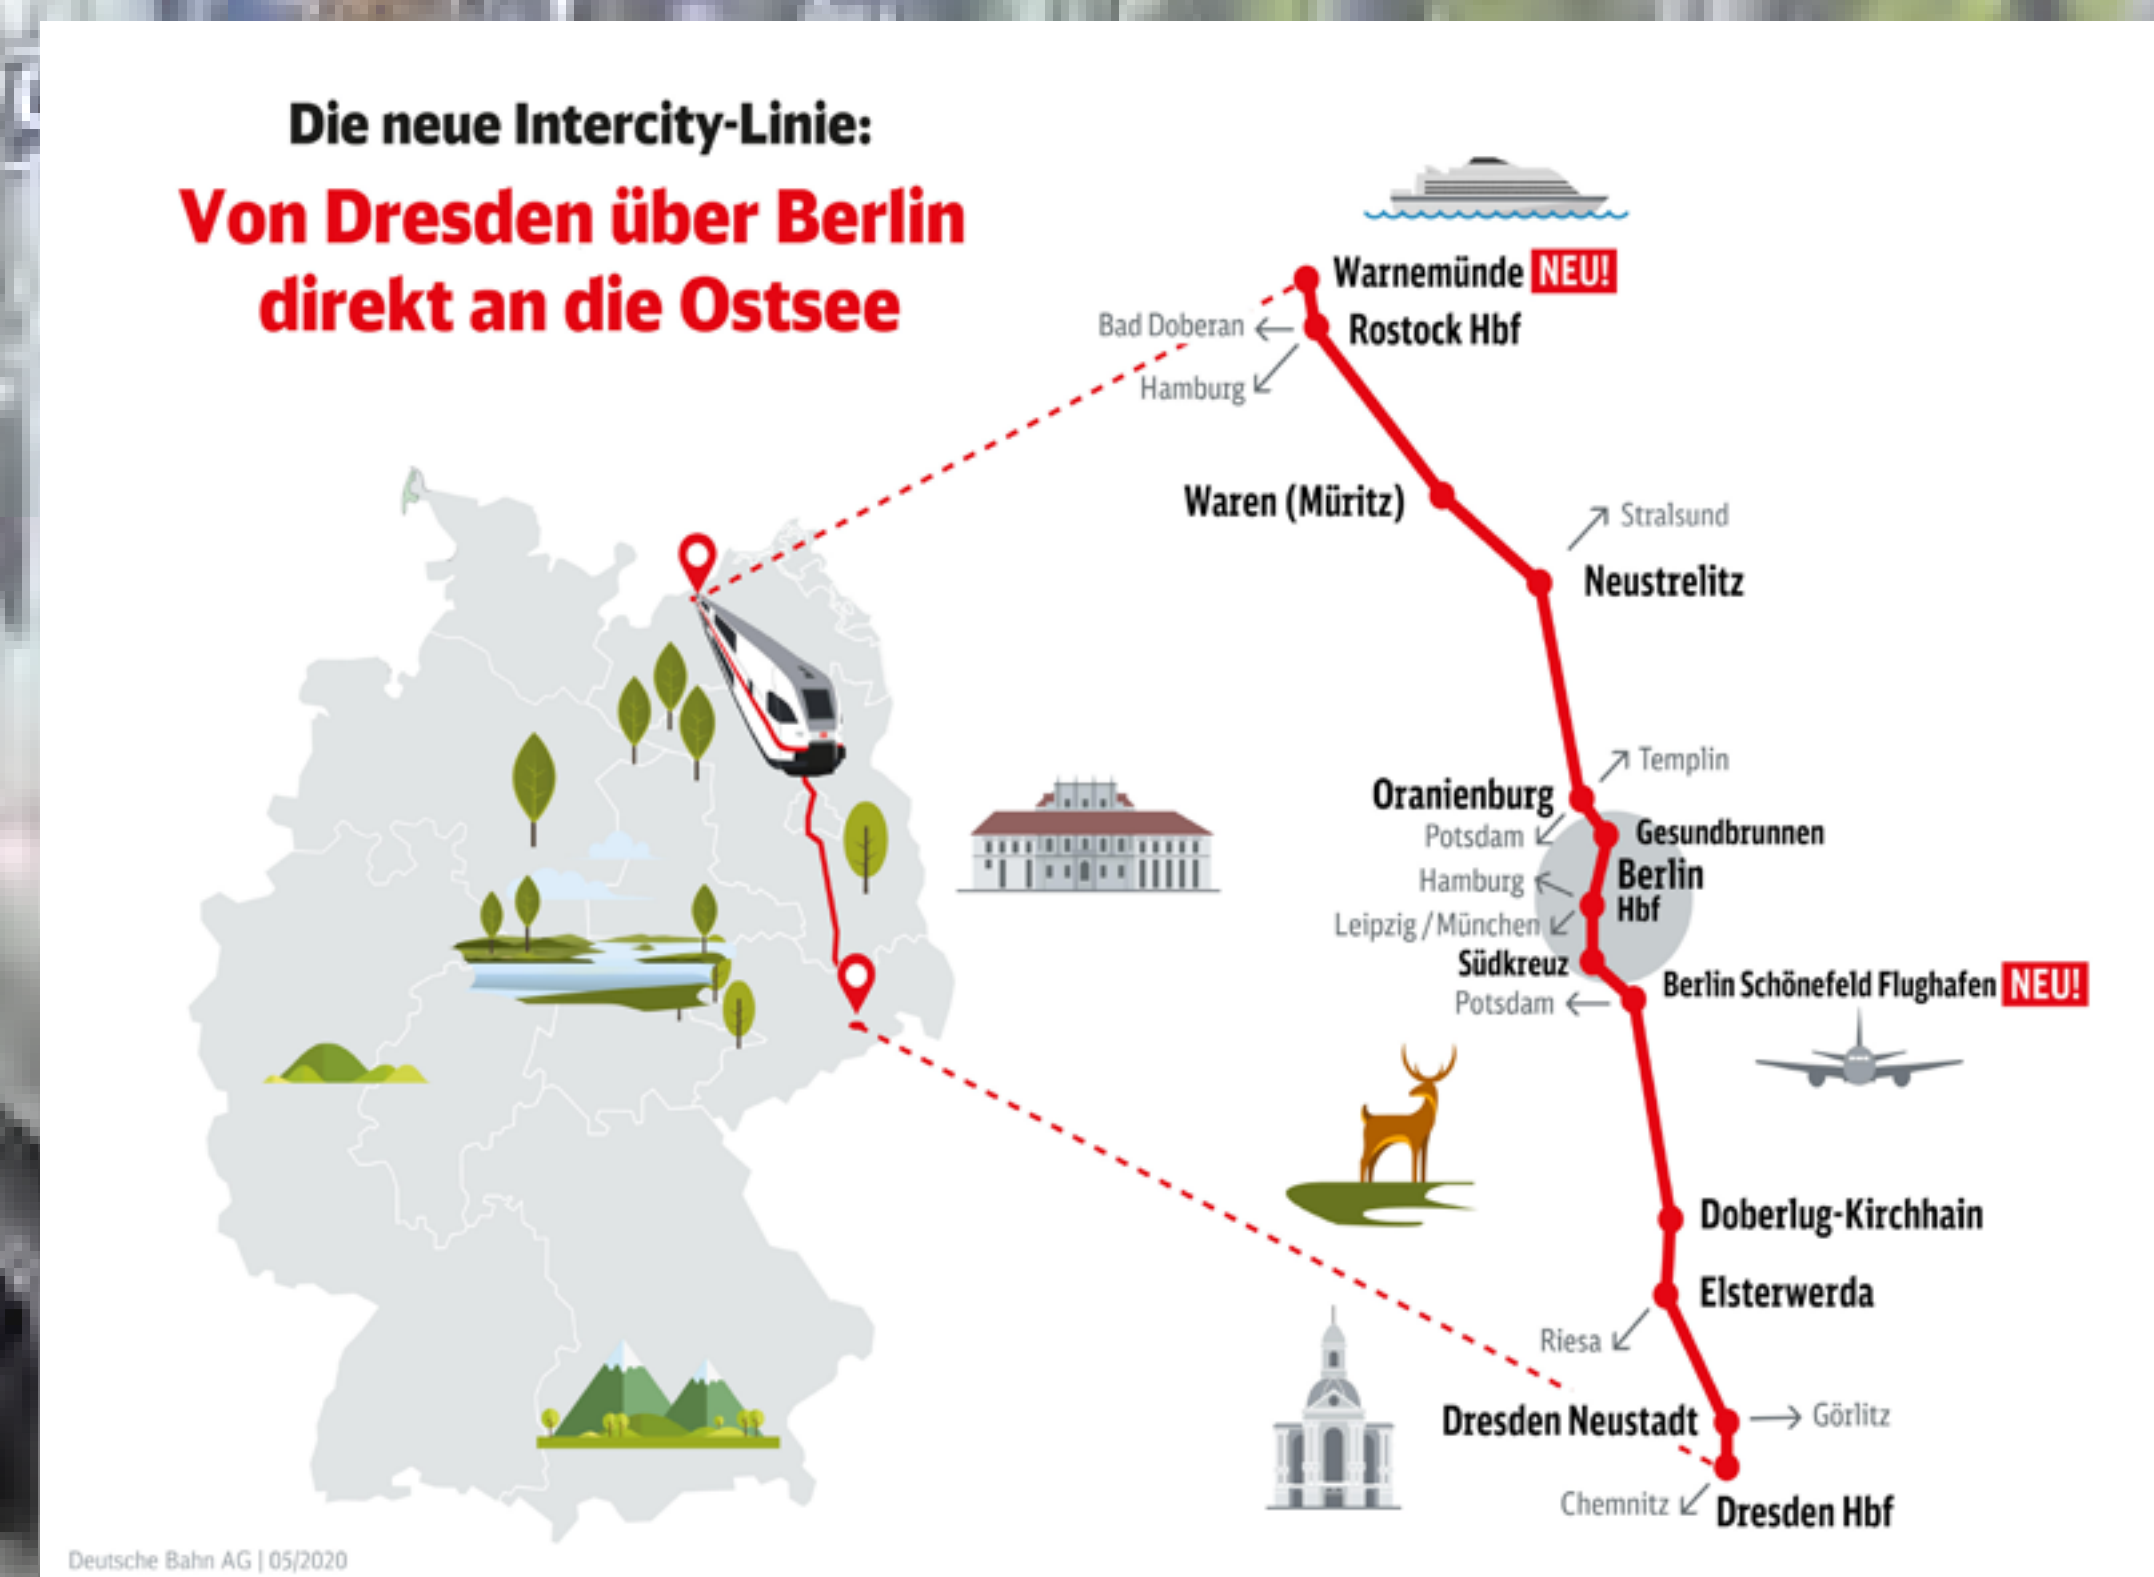 Die neue Intercity-Linie:
Von Dresden über Berlin
direkt an die Ostsee
Warnemünde NEU!
Bad Doberan
Rostock Hbf
Hamburg
Waren (Müritz)
Stralsund
Neustrelitz
Templin
Oranienburg
Potsdam
Gesundbrunnen
Hamburg
Berlin
Hbf
Leipzig / München
Südkreuz
Berlin Schönefeld Flughafen NEU!
Potsdam
Doberlug-Kirchhain
Elsterwerda
Riesa
Dresden Neustadt
Görlitz
Chemnitz
Dresden Hbf
Deutsche Bahn AG | 05/2020